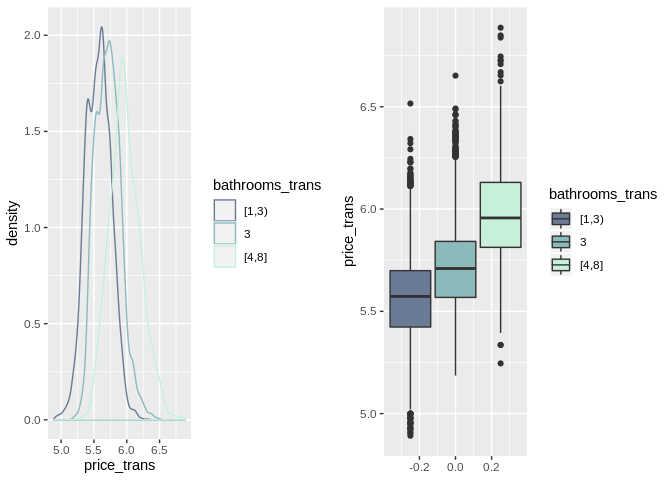 2.0
1.5
1.0
0.5
0.0
density
5.0 5.5 6.0 6.5
price_trans
bathrooms_trans
[1,3)
3
[4,8]
6.5
6.0
5.5
5.0
price_trans
-0.2 0.0 0.2
bathrooms_trans
[1,3)
3
[4,8]